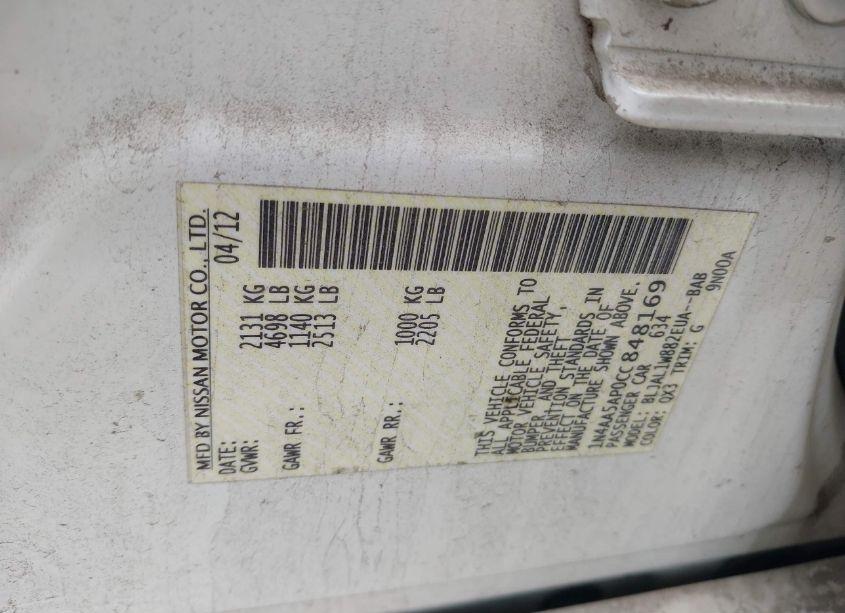 MFD BY NISSAN MOTOR CO., LTD.
DATE: 04/12
GVWR: 2131 KG
4698 LB
GAWR FR.: 1140 KG
2513 LB
GAWR RR.: 1000 KG
2205 LB
THIS VEHICLE CONFORMS TO
ALL APPLICABLE FEDERAL
MOTOR VEHICLE SAFETY,
BUMPER, AND THEFT
PREVENTION STANDARDS IN
EFFECT ON THE DATE OF
MANUFACTURE SHOWN ABOVE.
1N4AA5AP0CC848169
PASSENGER CAR 634
MODEL: BLJALLW882EUA--BAB
COLOR: QX3 TRIM: G 9N00A